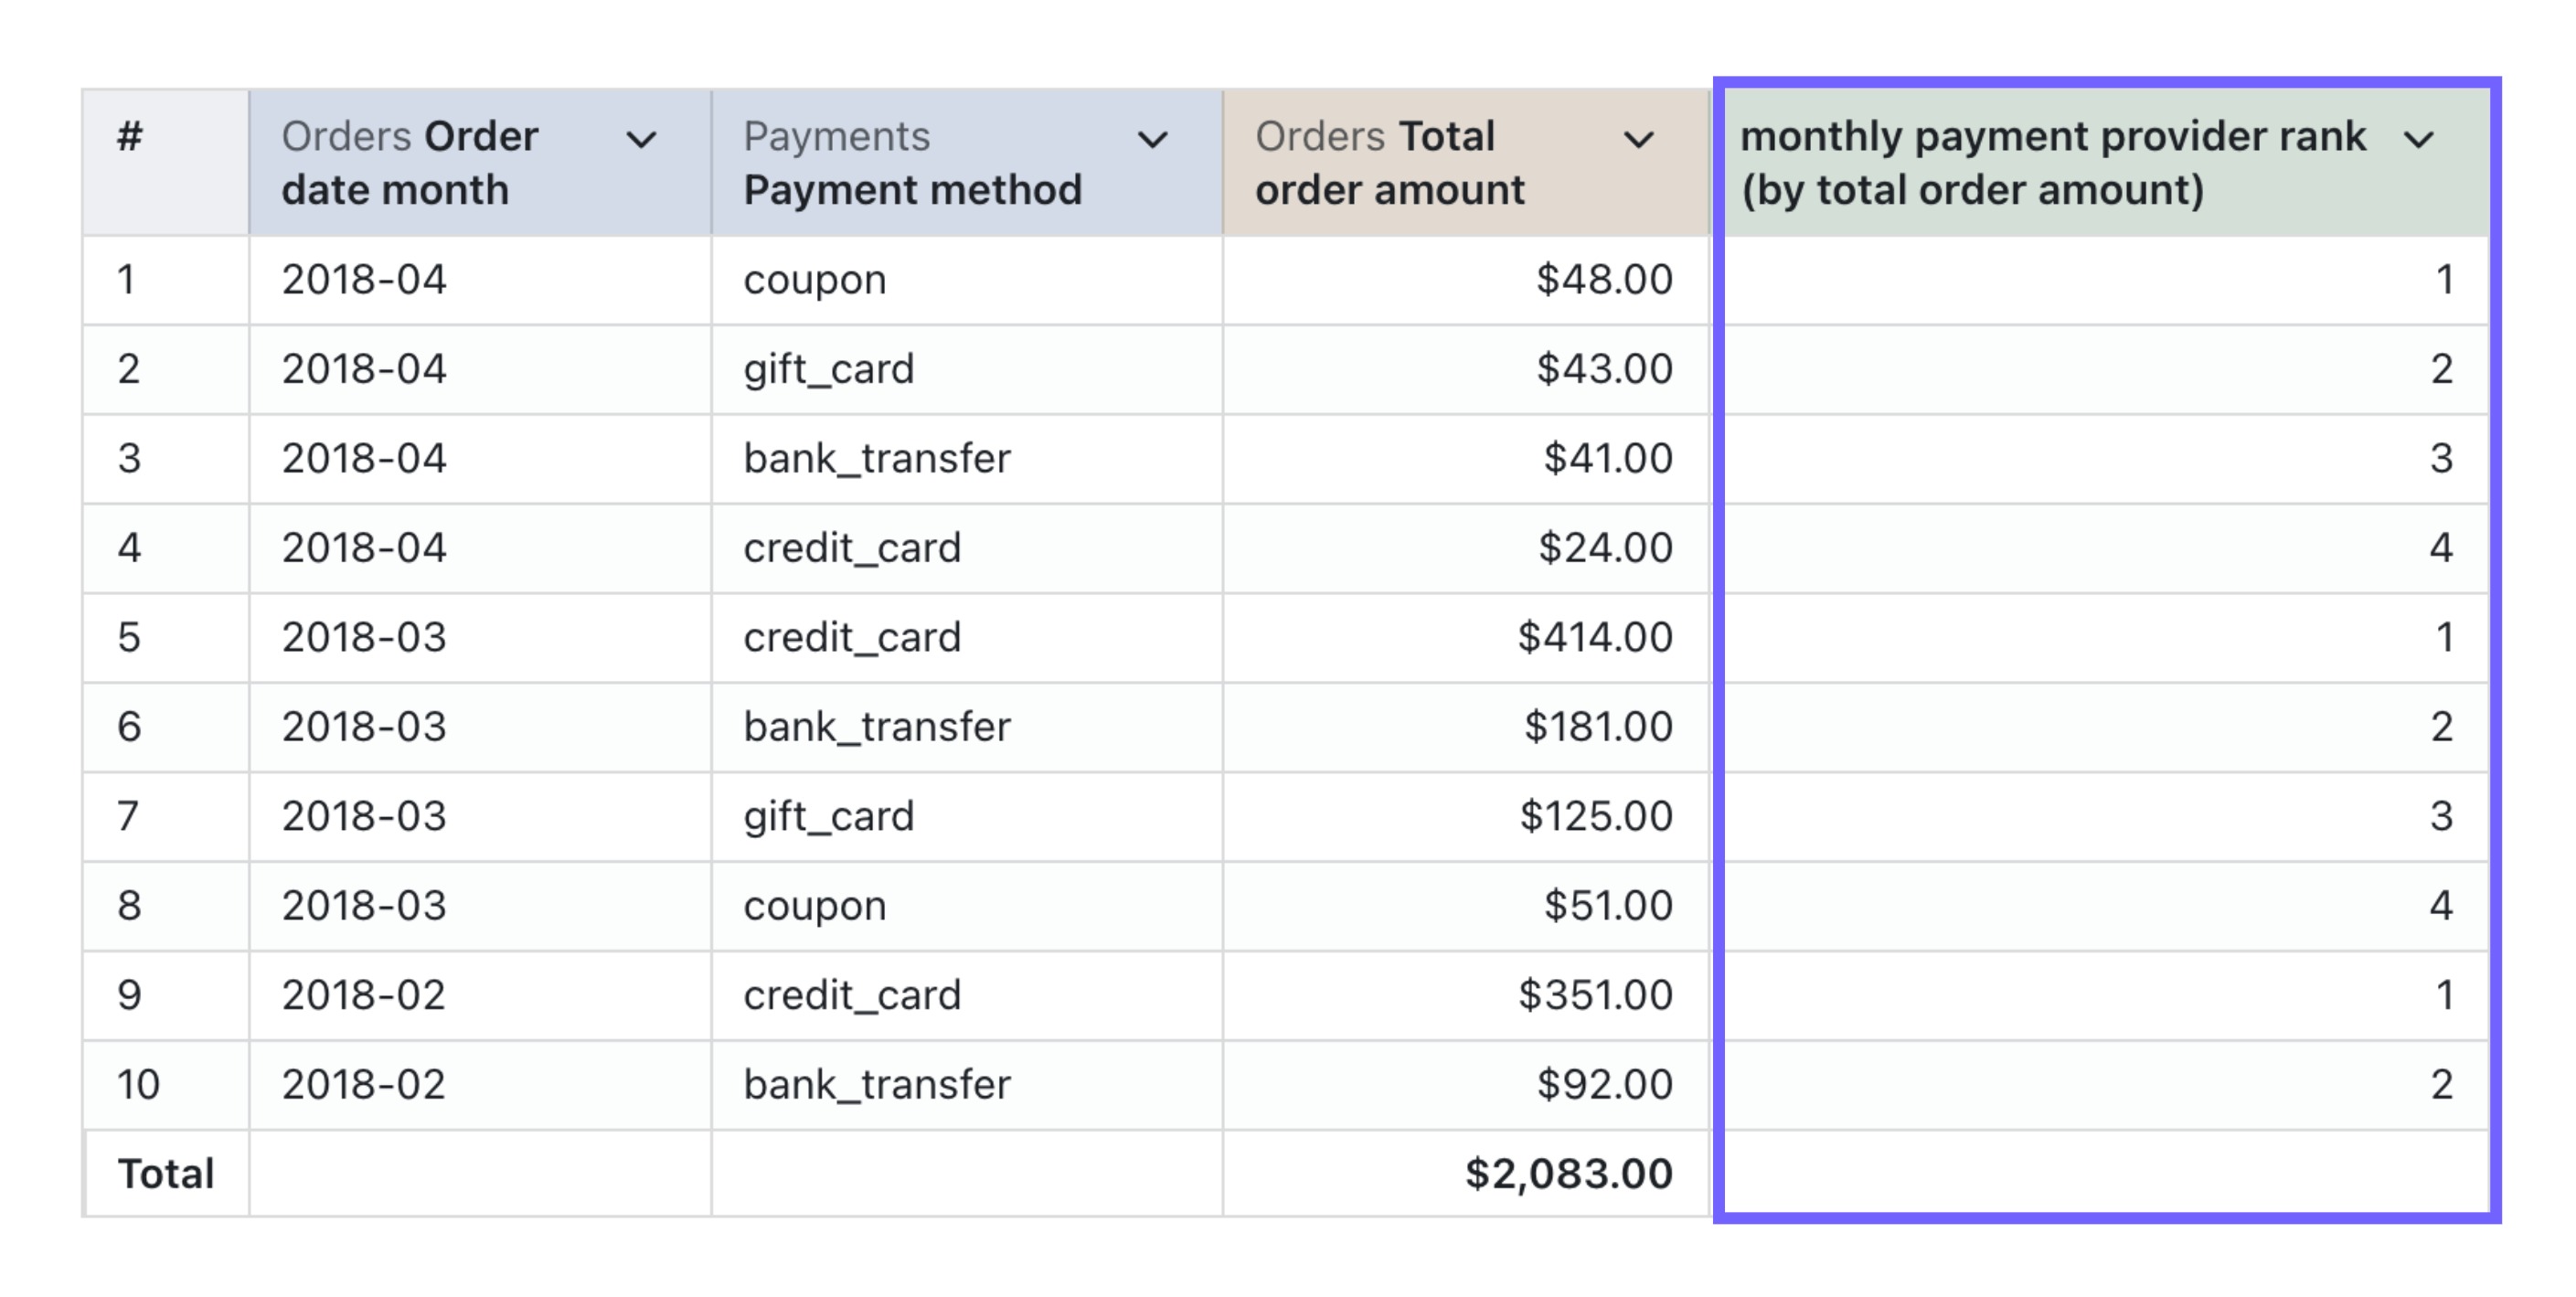 # Orders Order date month Payments Payment method Orders Total order amount monthly payment provider rank (by total order amount)
1 2018-04 coupon $48.00 1
2 2018-04 gift_card $43.00 2
3 2018-04 bank_transfer $41.00 3
4 2018-04 credit_card $24.00 4
5 2018-03 credit_card $414.00 1
6 2018-03 bank_transfer $181.00 2
7 2018-03 gift_card $125.00 3
8 2018-03 coupon $51.00 4
9 2018-02 credit_card $351.00 1
10 2018-02 bank_transfer $92.00 2
Total $2,083.00